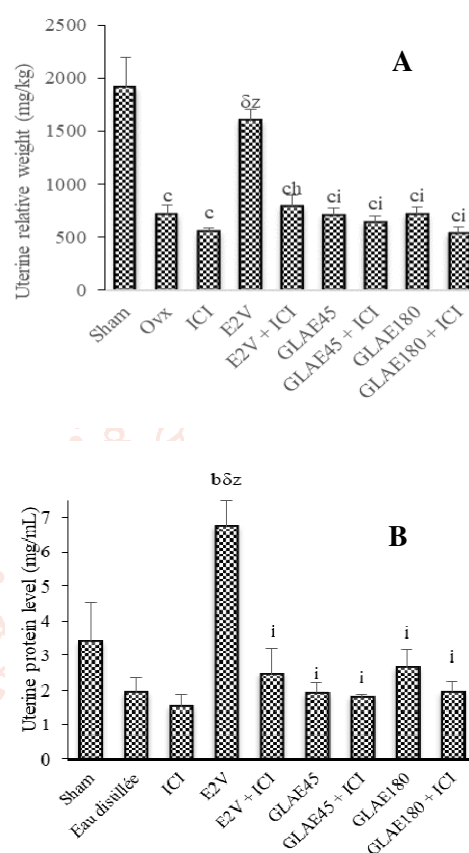 A
Uterine relative weight (mg/kg)
2500
2000
1500
1000
500
0
c
c
δz
ch
ci
ci
ci
ci
Sham
Ovx
ICI
E2V
E2V + ICI
GLAE45
GLAE45 + ICI
GLAE180
GLAE180 + ICI
B
Uterine protein level (mg/mL)
7
6
5
4
3
2
1
0
bδz
i
i
i
i
i
Sham
Eau distillée
ICI
E2V
E2V + ICI
GLAE45
GLAE45 + ICI
GLAE180
GLAE180 + ICI